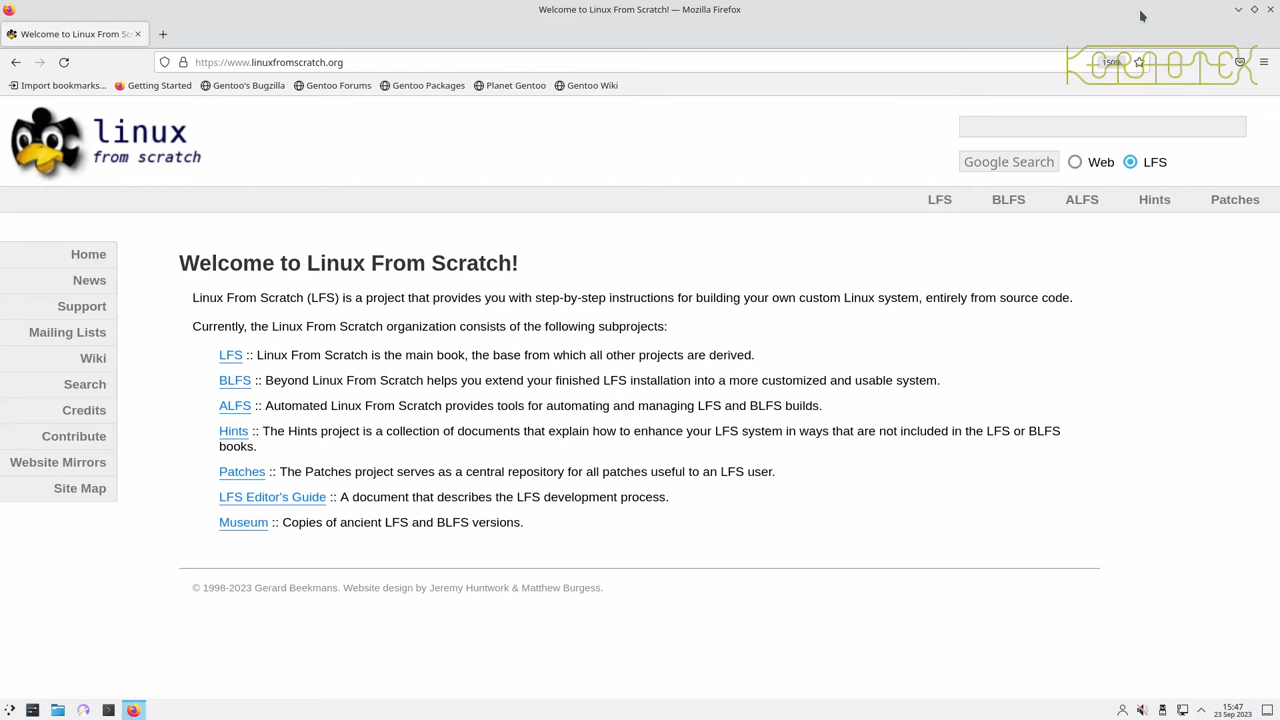 Welcome to Linux From Scratch! — Mozilla Firefox
Welcome to Linux From Sc
https://www.linuxfromscratch.org
150%
KERNOTEX
Import bookmarks...
Getting Started
Gentoo's Bugzilla
Gentoo Forums
Gentoo Packages
Planet Gentoo
Gentoo Wiki
linux
from scratch
Google Search
Web
LFS
LFS
BLFS
ALFS
Hints
Patches
Home
News
Support
Mailing Lists
Wiki
Search
Credits
Contribute
Website Mirrors
Site Map
Welcome to Linux From Scratch!
Linux From Scratch (LFS) is a project that provides you with step-by-step instructions for building your own custom Linux system, entirely from source code.
Currently, the Linux From Scratch organization consists of the following subprojects:
LFS :: Linux From Scratch is the main book, the base from which all other projects are derived.
BLFS :: Beyond Linux From Scratch helps you extend your finished LFS installation into a more customized and usable system.
ALFS :: Automated Linux From Scratch provides tools for automating and managing LFS and BLFS builds.
Hints :: The Hints project is a collection of documents that explain how to enhance your LFS system in ways that are not included in the LFS or BLFS
books.
Patches :: The Patches project serves as a central repository for all patches useful to an LFS user.
LFS Editor's Guide :: A document that describes the LFS development process.
Museum :: Copies of ancient LFS and BLFS versions.
© 1998-2023 Gerard Beekmans. Website design by Jeremy Huntwork & Matthew Burgess.
15:47
23 Sep 2023